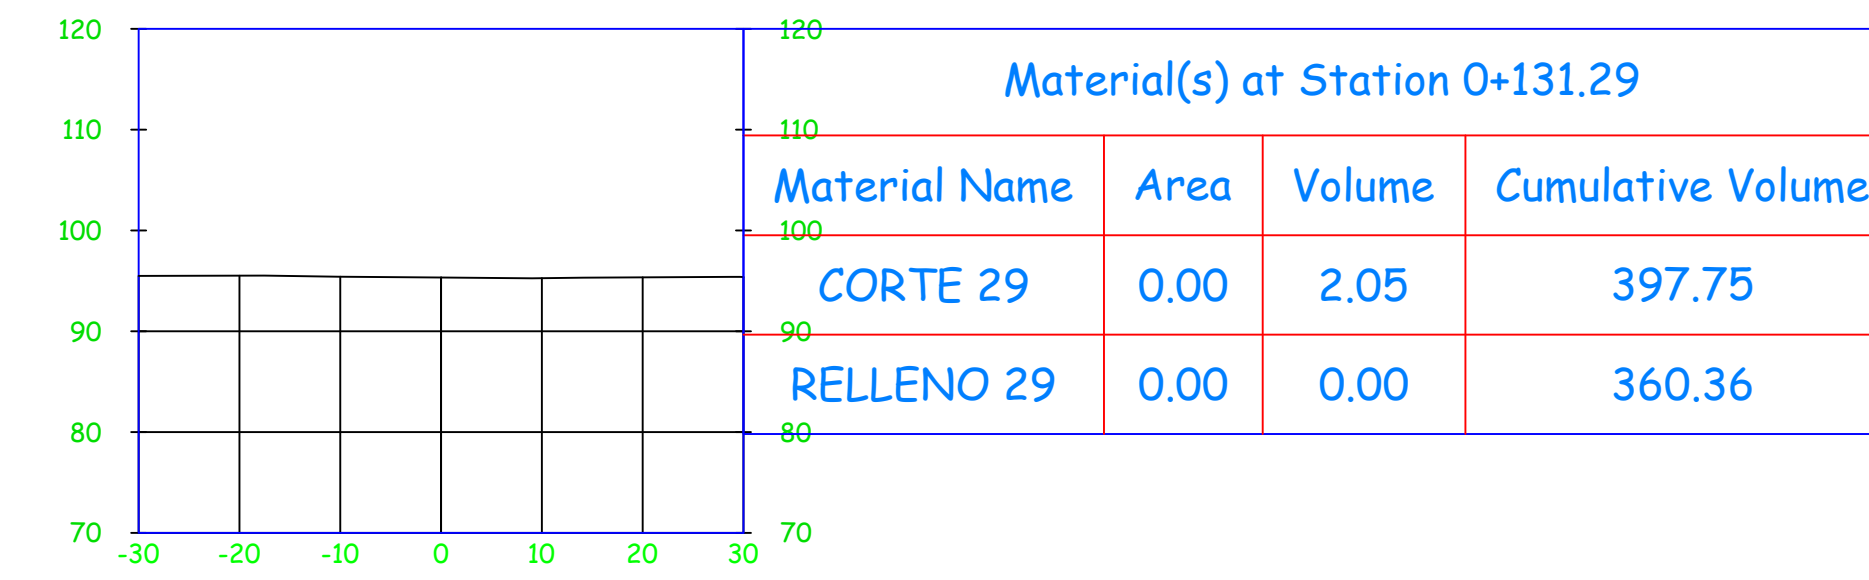 120 120
Material(s) at Station 0+131.29
110 110
Material Name Area Volume Cumulative Volume
100 100
CORTE 29 0.00 2.05 397.75
90 90
RELLENO 29 0.00 0.00 360.36
80 80
70 70
-30 -20 -10 0 10 20 30